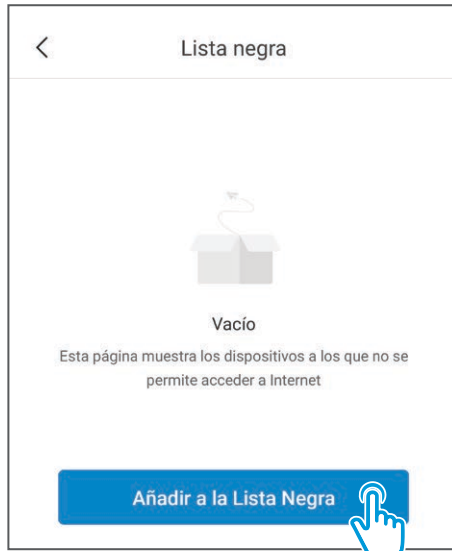 Lista negra
Vacío
Esta página muestra los dispositivos a los que no se
permite acceder a Internet
Añadir a la Lista Negra